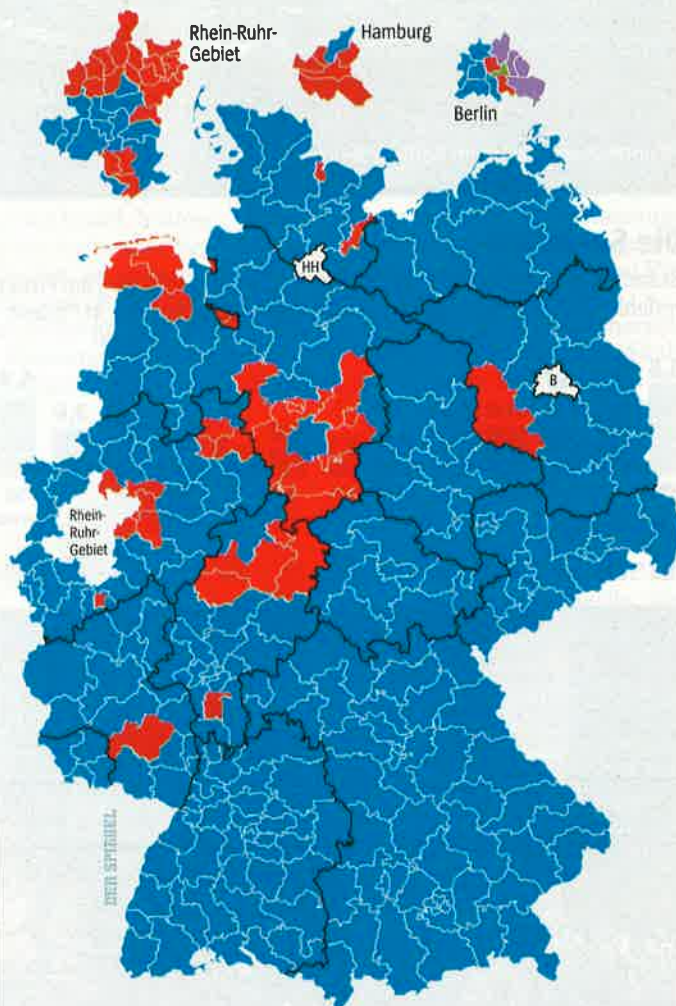 Rhein-Ruhr-
Gebiet
Hamburg
Berlin
HH
B
Rhein-
Ruhr-
Gebiet
DER SPIEGEL